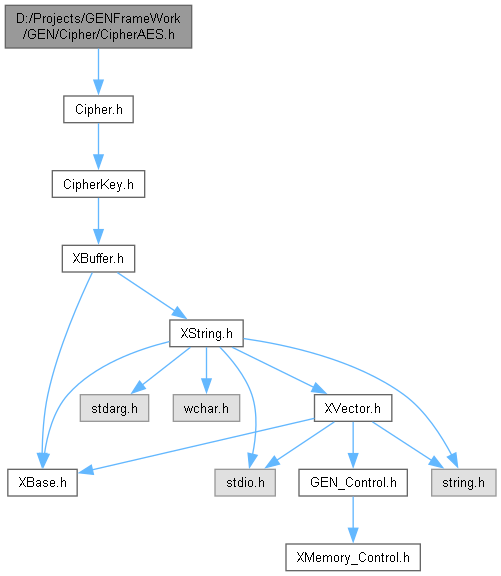 D:/Projects/GENFrameWork
/GEN/Cipher/CipherAES.h
Cipher.h
CipherKey.h
XBuffer.h
XString.h
stdarg.h
wchar.h
XVector.h
XBase.h
stdio.h
GEN_Control.h
string.h
XMemory_Control.h